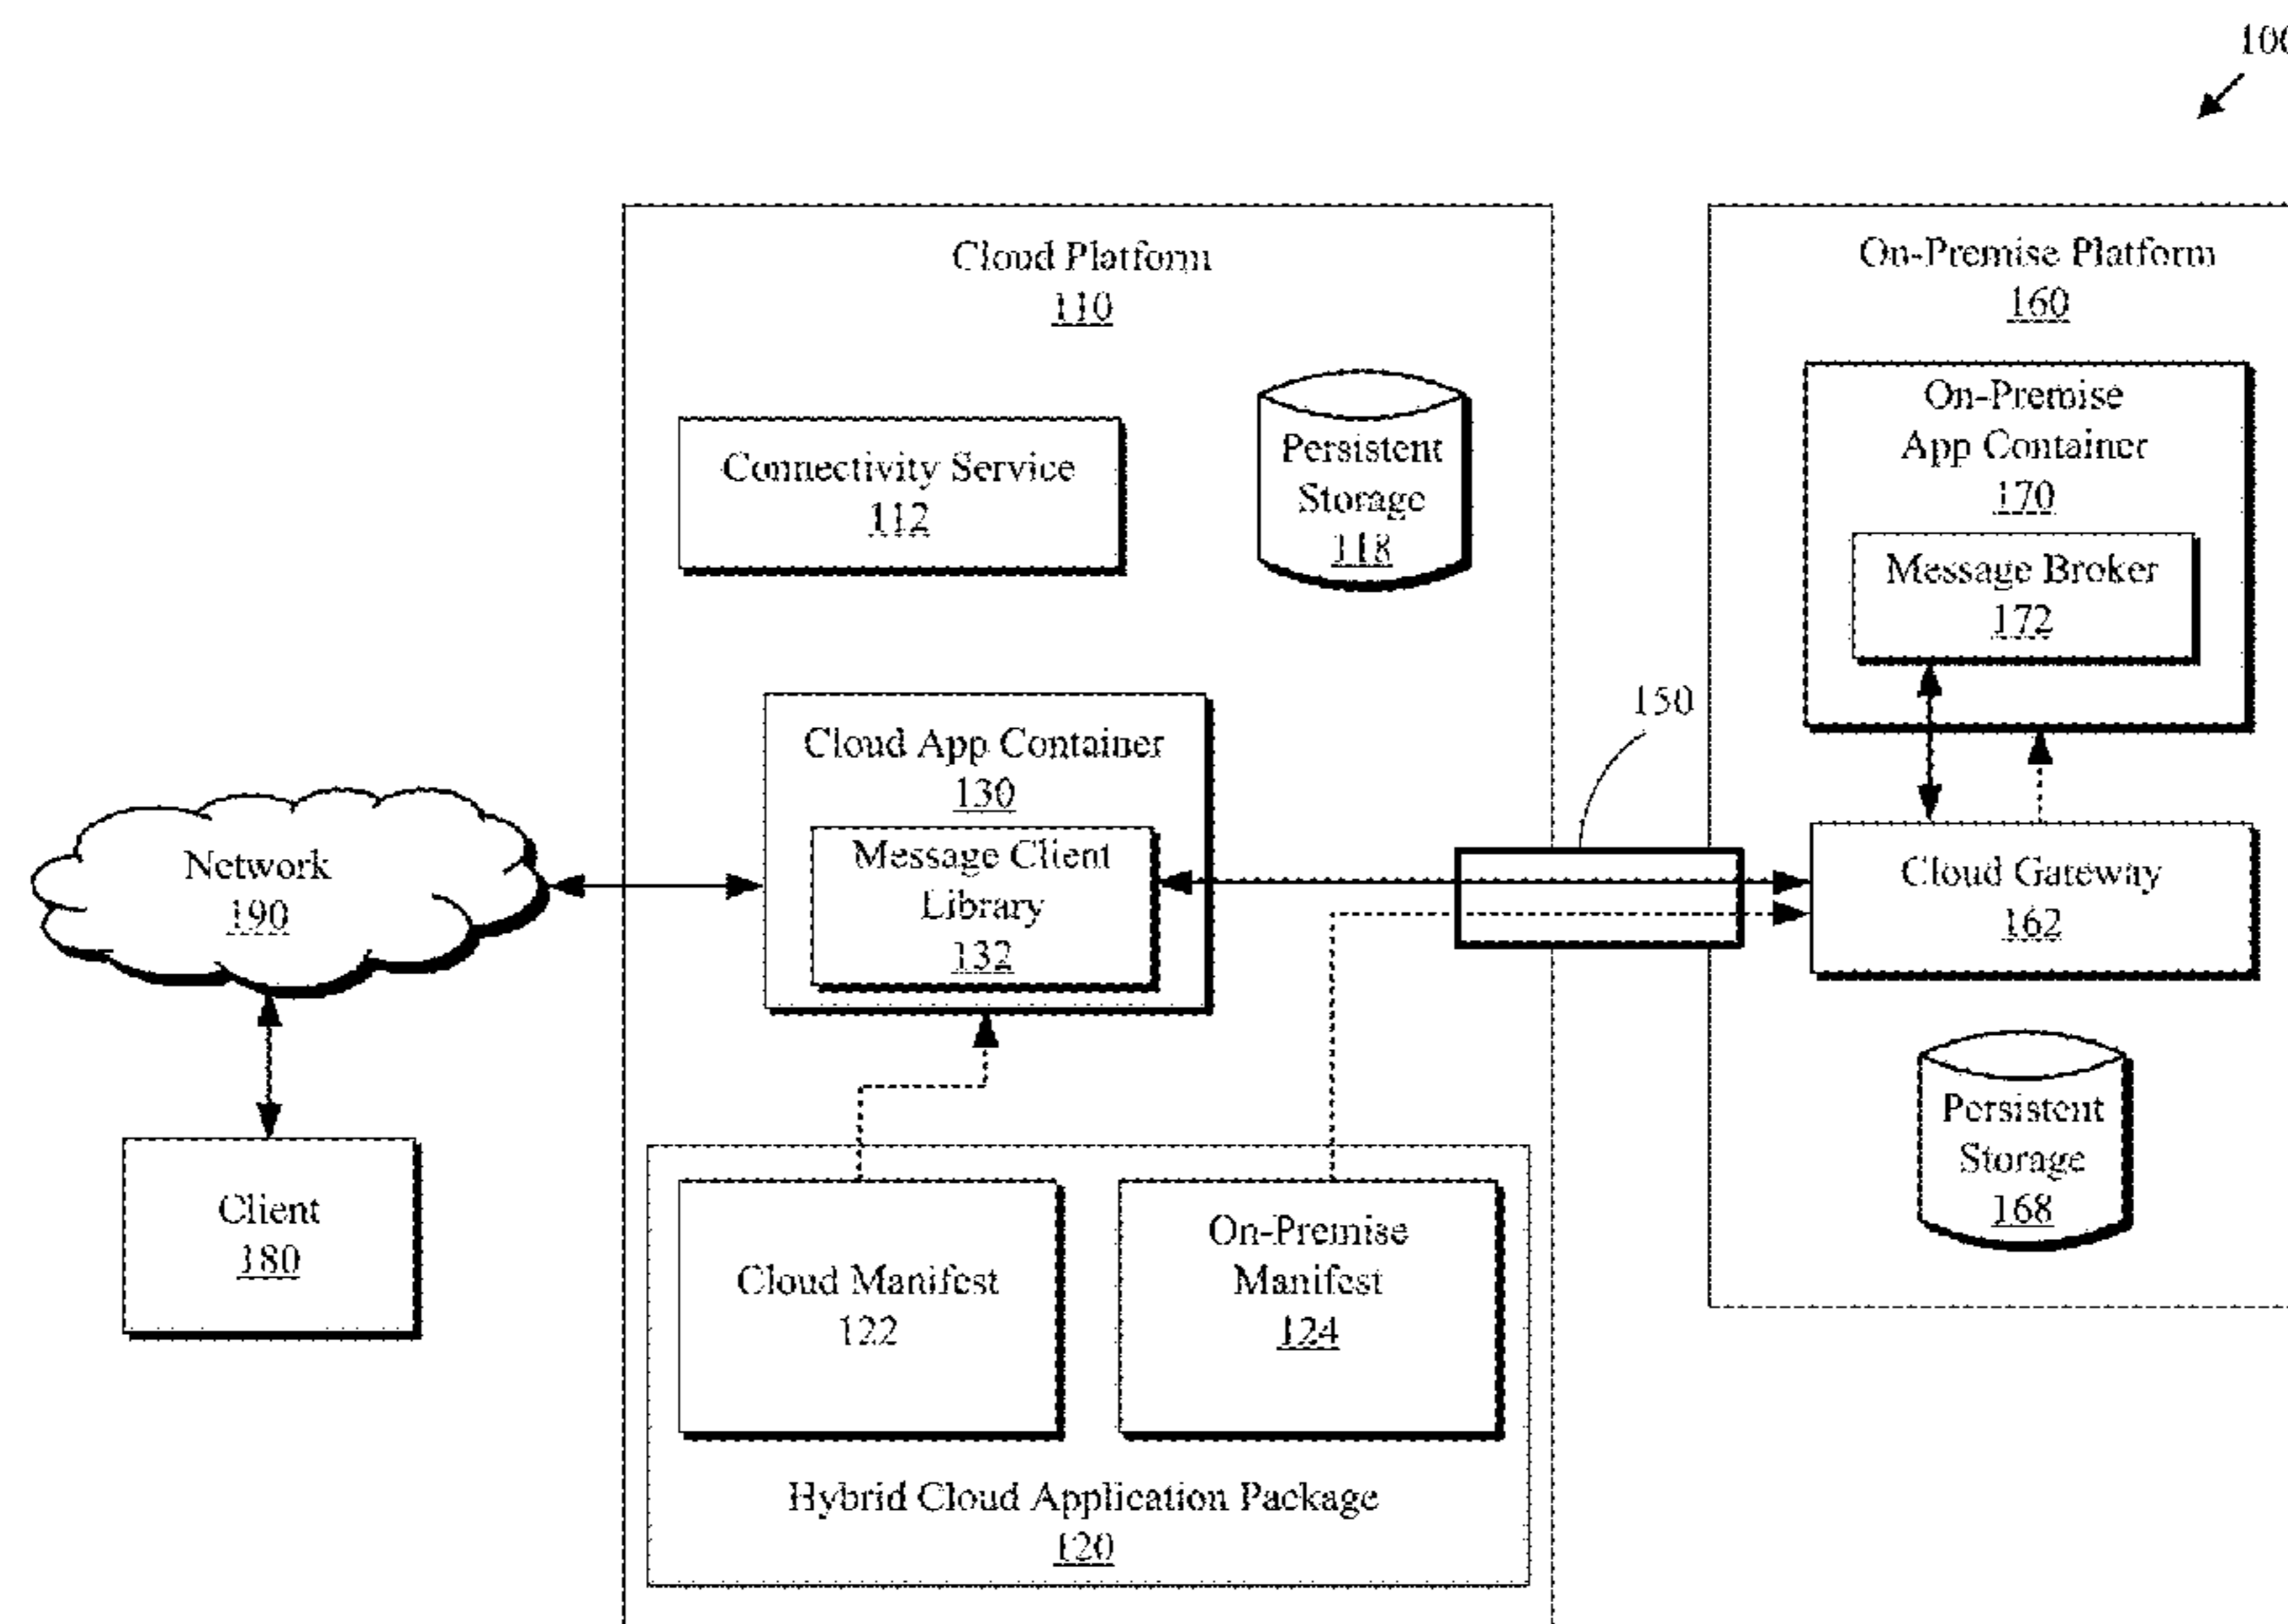 100
Cloud Platform
110
On-Premise Platform
160
Connectivity Service
112
Persistent
Storage
118
On-Premise
App Container
170
Message Broker
172
150
Cloud App Container
130
Message Client
Library
132
Network
190
Cloud Gateway
162
Client
180
Persistent
Storage
168
Cloud Manifest
122
On-Premise
Manifest
124
Hybrid Cloud Application Package
120